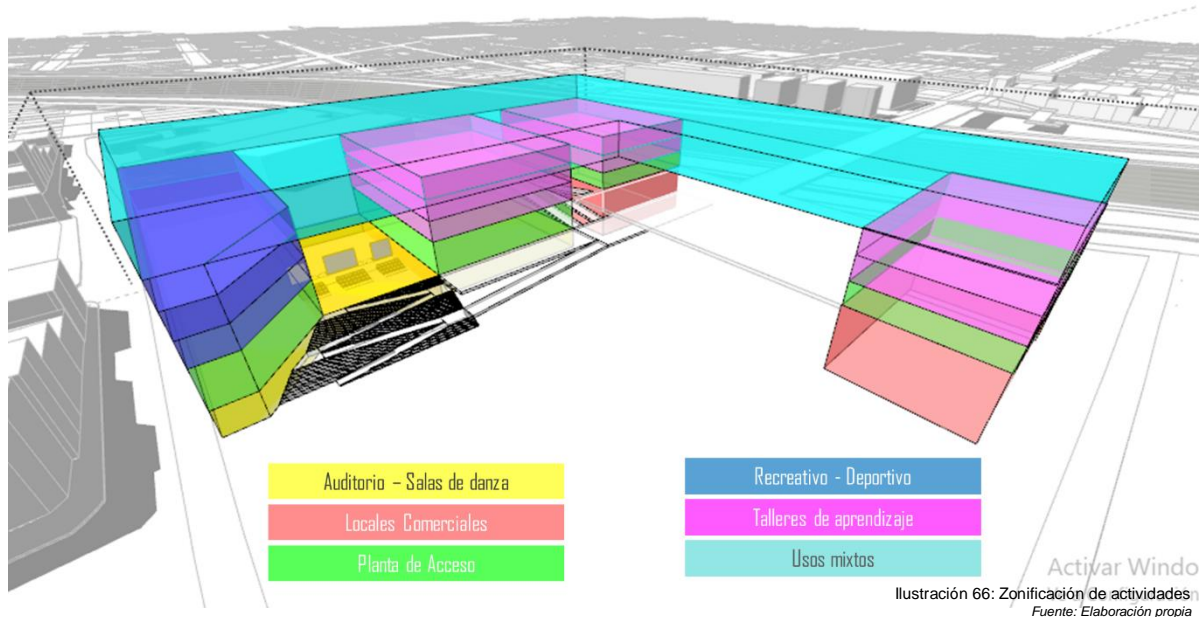 Auditorio – Salas de danza
Locales Comerciales
Planta de Acceso
Recreativo - Deportivo
Talleres de aprendizaje
Usos mixtos
Activar Windo
Ilustración 66: Zonificación de actividades
Fuente: Elaboración propia